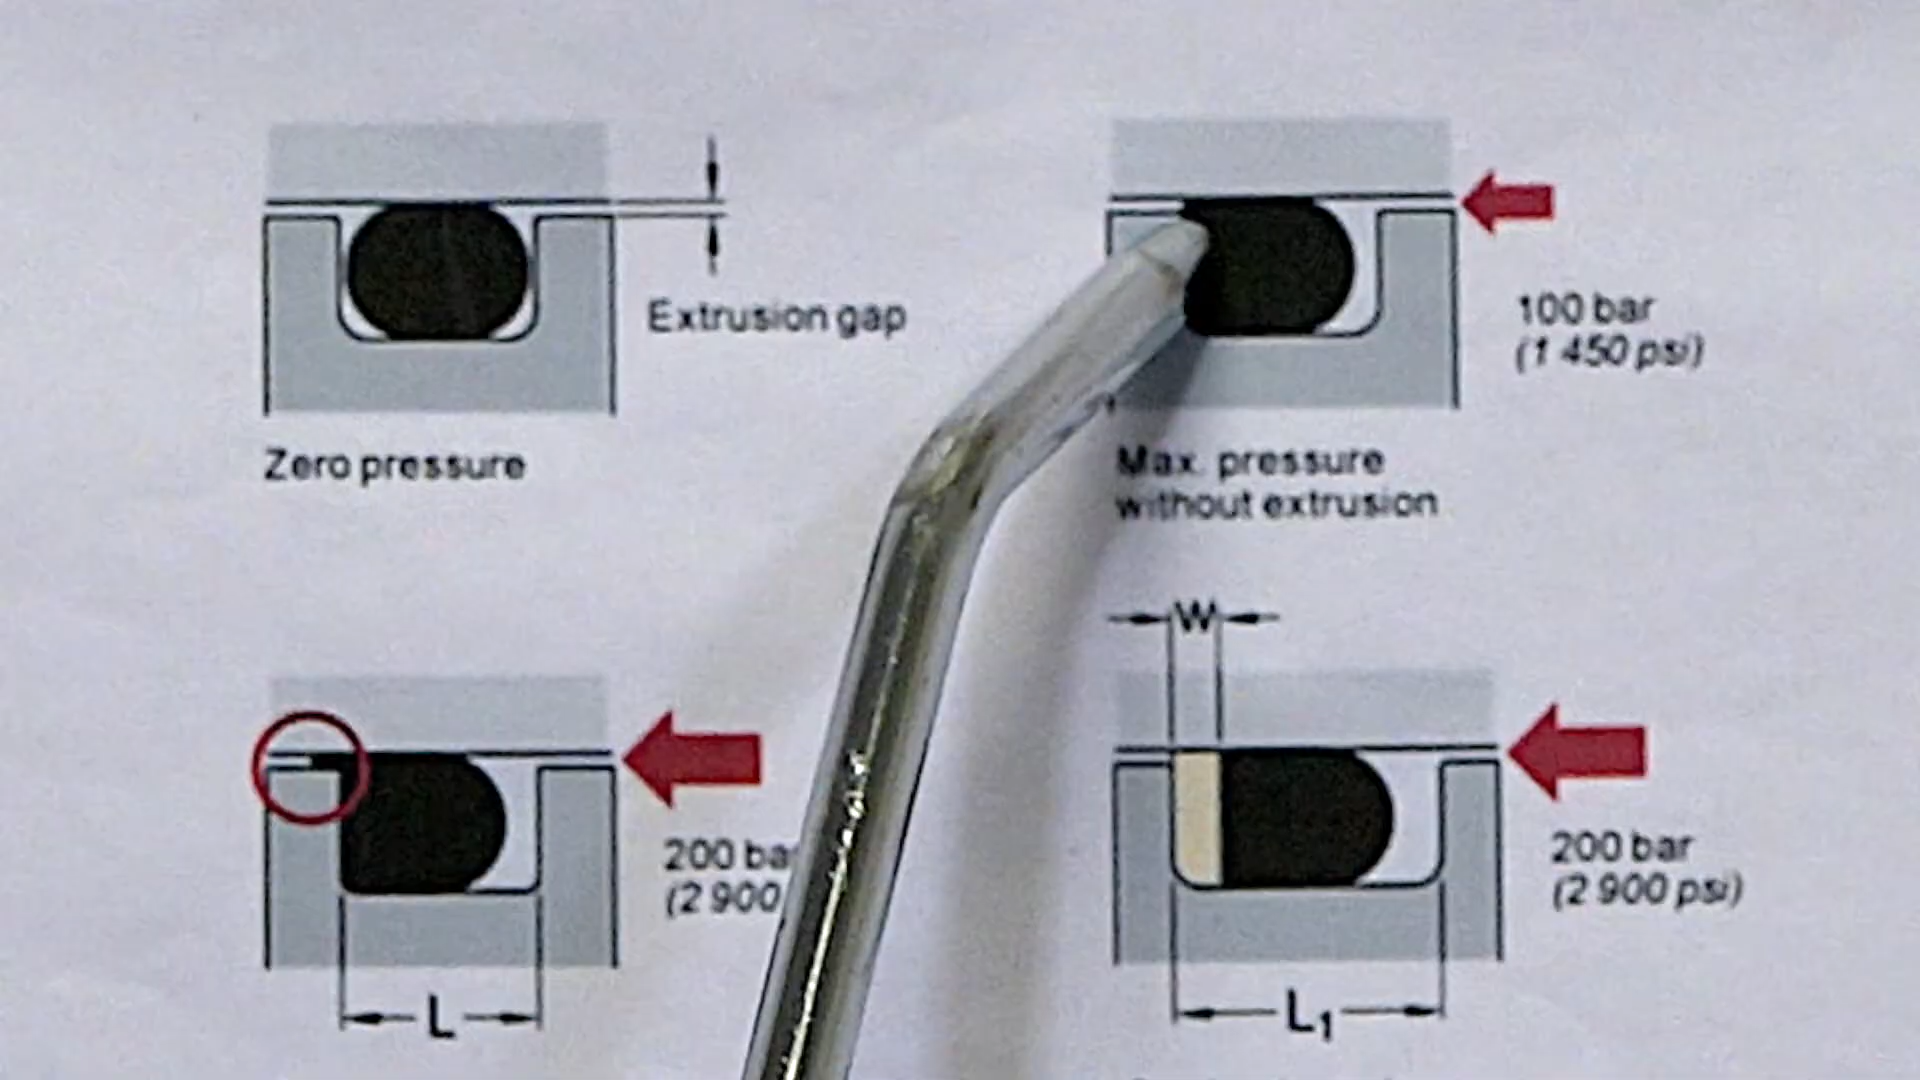 Extrusion gap
Zero pressure
100 bar
(1 450 psi)
Max. pressure
without extrusion
W
200
(2 900
L
200 bar
(2 900 psi)
L₁